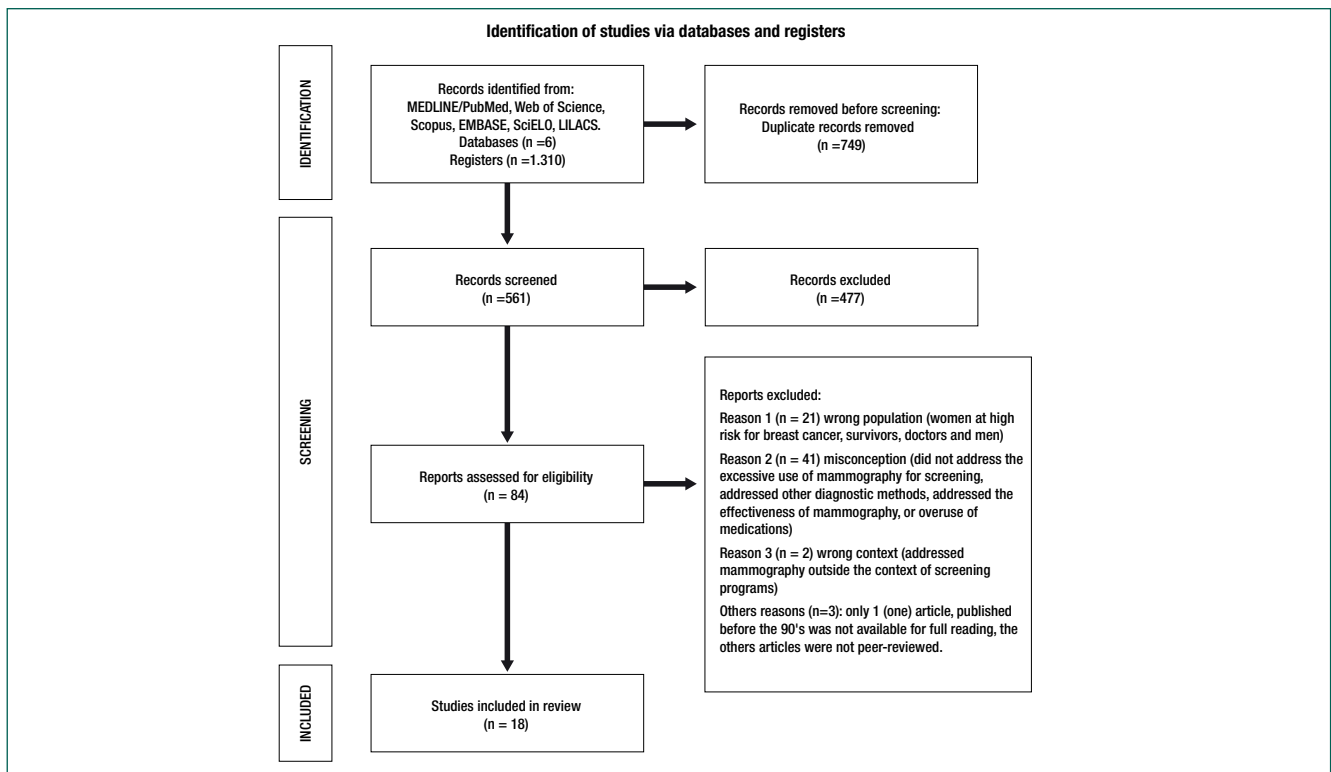 Identification of studies via databases and registers
IDENTIFICATION
Records identified from:
MEDLINE/PubMed, Web of Science,
Scopus, EMBASE, SciELO, LILACS.
Databases (n =6)
Registers (n =1.310)
Records removed before screening:
Duplicate records removed
(n =749)
SCREENING
Records screened
(n =561)
Records excluded
(n =477)
Reports assessed for eligibility
(n = 84)
Reports excluded:
Reason 1 (n = 21) wrong population (women at high
risk for breast cancer, survivors, doctors and men)
Reason 2 (n = 41) misconception (did not address the
excessive use of mammography for screening,
addressed other diagnostic methods, addressed the
effectiveness of mammography, or overuse of
medications)
Reason 3 (n = 2) wrong context (addressed
mammography outside the context of screening
programs)
Others reasons (n=3): only 1 (one) article, published
before the 90's was not available for full reading, the
others articles were not peer-reviewed.
INCLUDED
Studies included in review
(n = 18)